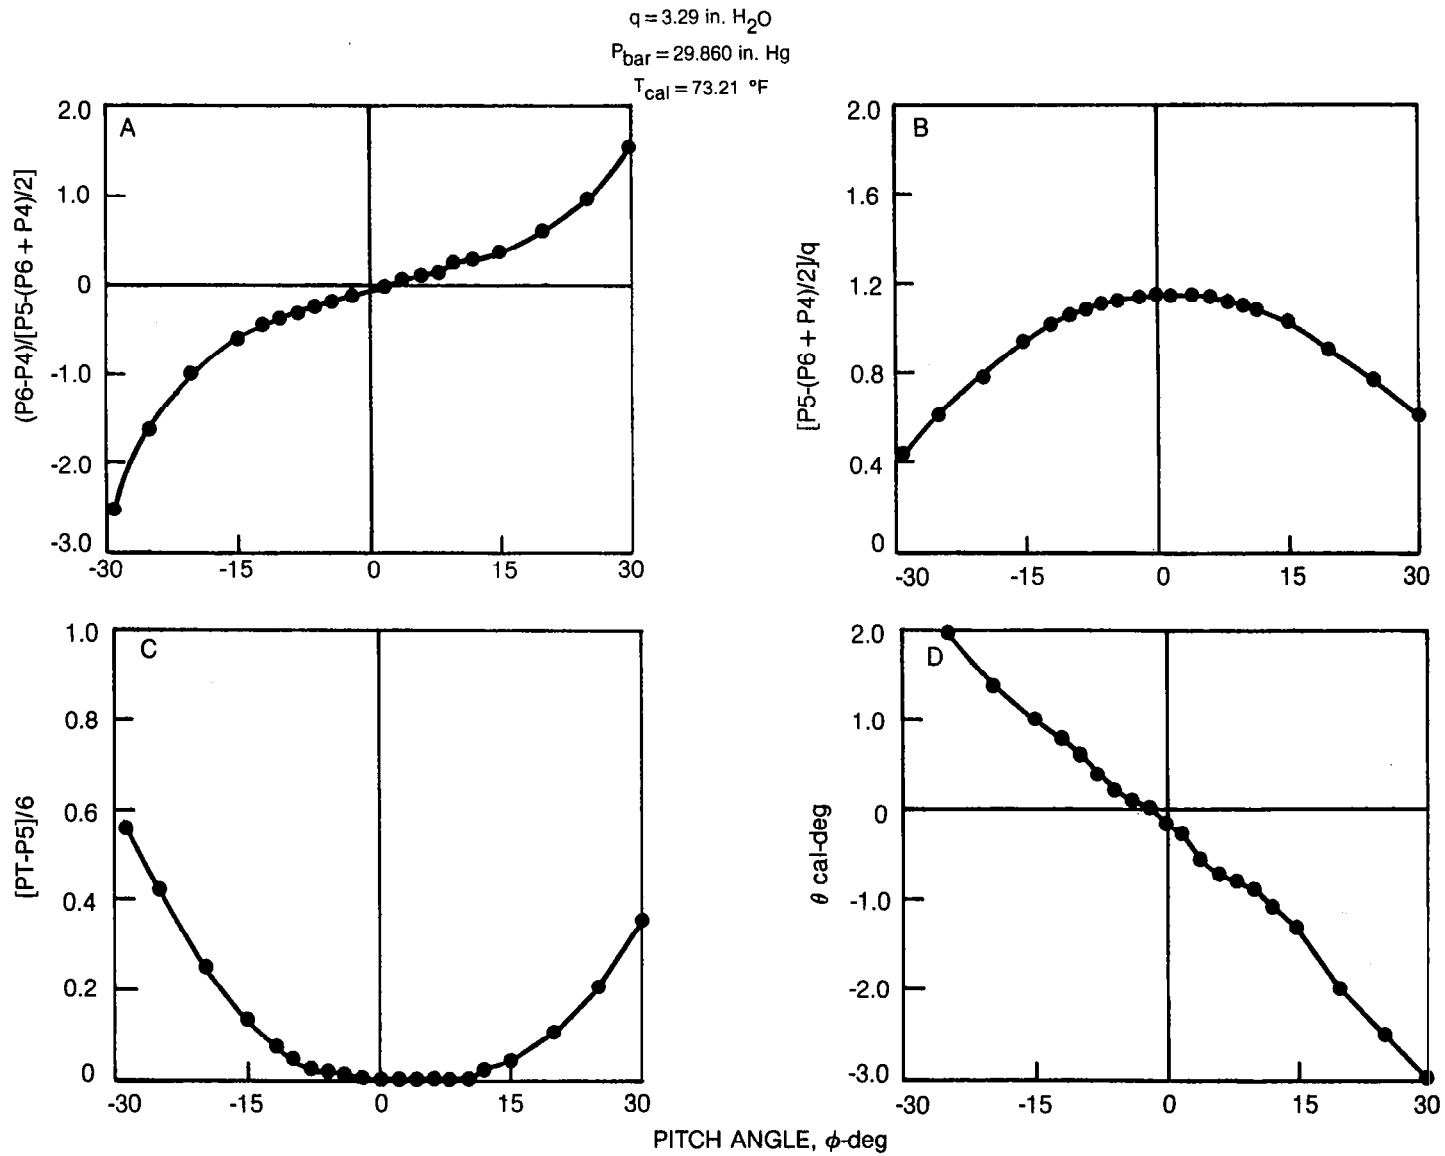 q = 3.29 in. H2O
Pbar = 29.860 in. Hg
Tcal = 73.21 °F
A
(P6-P4)/[P5-(P6 + P4)/2]
2.0
1.0
0
-1.0
-2.0
-3.0
-30 -15 0 15 30
B
[P5-(P6 + P4)/2]/q
2.0
1.6
1.2
0.8
0.4
0
-30 -15 0 15 30
C
[PT-P5]/6
1.0
0.8
0.6
0.4
0.2
0
-30 -15 0 15 30
D
θ cal-deg
2.0
1.0
0
-1.0
-2.0
-3.0
-30 -15 0 15 30
PITCH ANGLE, ϕ-deg